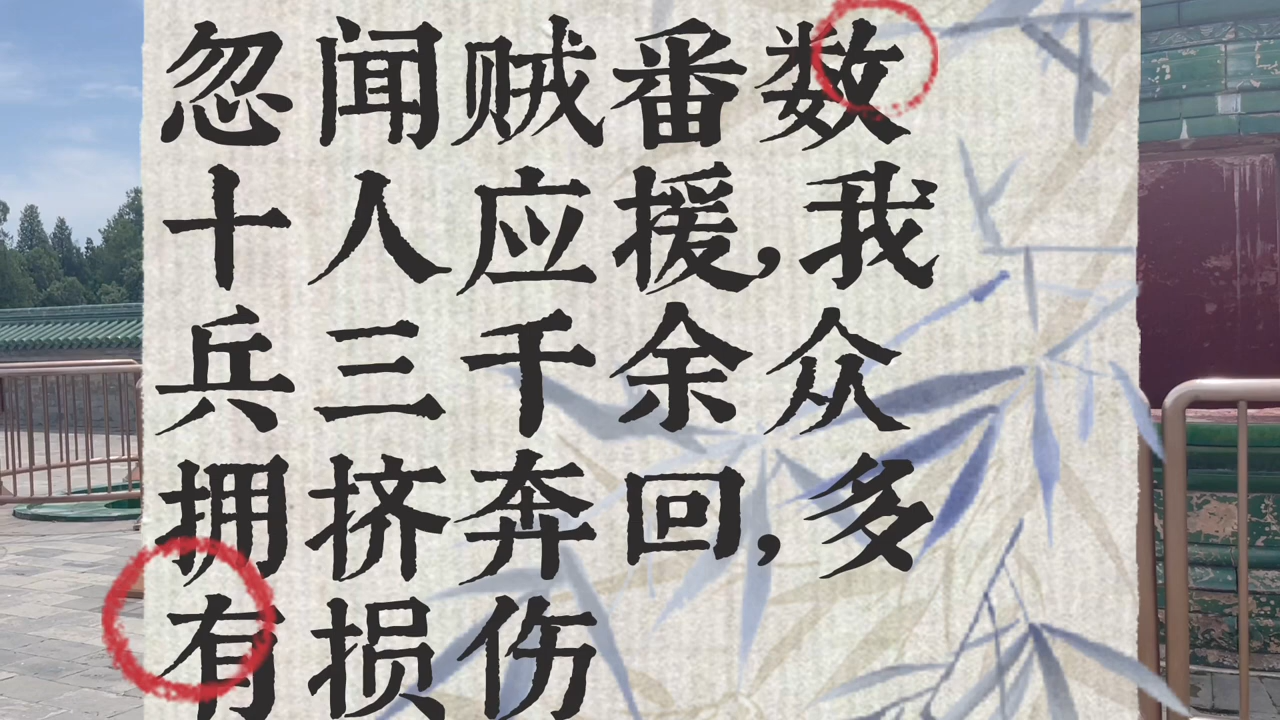 忽闻贼番数
十人应援，我
兵三千余众
拥挤奔回，多
有损伤